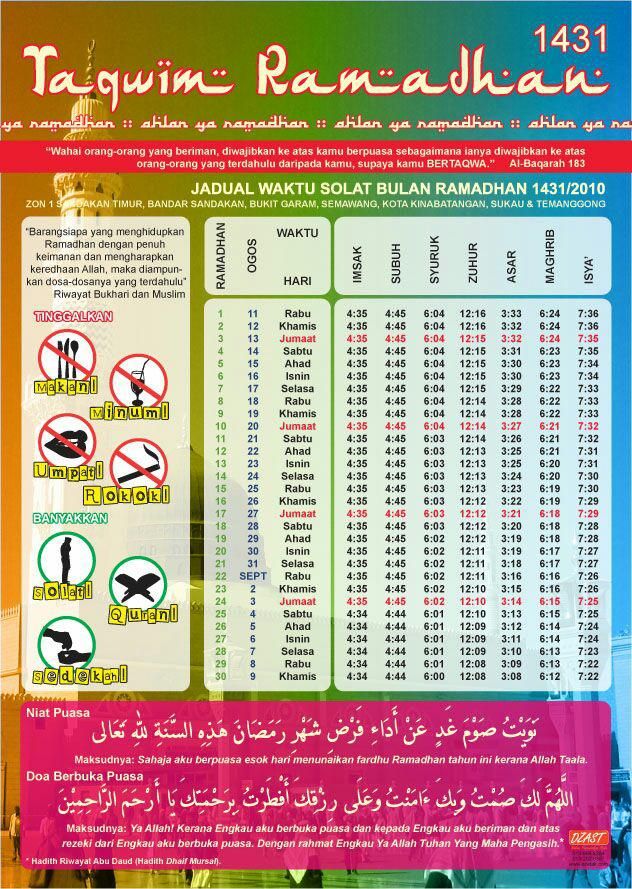 1431
Taqwim Ramadhan
ya ramadhan :: ahlan ya ramadhan :: ahlan ya ramadhan :: ahlan ya ra
“Wahai orang-orang yang beriman, diwajibkan ke atas kamu berpuasa sebagaimana ianya diwajibkan ke atas
orang-orang yang terdahulu daripada kamu, supaya kamu BERTAQWA.” Al-Baqarah 183
JADUAL WAKTU SOLAT BULAN RAMADHAN 1431/2010
ZON 1 SANDAKAN TIMUR, BANDAR SANDAKAN, BUKIT GARAM, SEMAWANG, KOTA KINABATANGAN, SUKAU & TEMANGGONG
“Barangsiapa yang menghidupkan
Ramadhan dengan penuh
keimanan dan mengharapkan
keredhaan Allah, maka diampun-
kan dosa-dosanya yang terdahulu”
Riwayat Bukhari dan Muslim
TINGGALKAN
Makan!
Minum!
Umpat!
Rokok!
BANYAKKAN
Solat!
Quran!
Sedekah!
RAMADHAN OGOS WAKTU HARI IMSAK SUBUH SYURUK ZUHUR ASAR MAGHRIB ISYA’
1 11 Rabu 4:35 4:45 6:04 12:16 3:33 6:24 7:36
2 12 Khamis 4:35 4:45 6:04 12:16 3:32 6:24 7:36
3 13 Jumaat 4:35 4:45 6:04 12:15 3:32 6:24 7:35
4 14 Sabtu 4:35 4:45 6:04 12:15 3:31 6:23 7:35
5 15 Ahad 4:35 4:45 6:04 12:15 3:30 6:23 7:34
6 16 Isnin 4:35 4:45 6:04 12:15 3:30 6:23 7:34
7 17 Selasa 4:35 4:45 6:04 12:15 3:29 6:22 7:33
8 18 Rabu 4:35 4:45 6:04 12:14 3:28 6:22 7:33
9 19 Khamis 4:35 4:45 6:04 12:14 3:28 6:22 7:33
10 20 Jumaat 4:35 4:45 6:04 12:14 3:27 6:21 7:32
11 21 Sabtu 4:35 4:45 6:03 12:14 3:26 6:21 7:32
12 22 Ahad 4:35 4:45 6:03 12:13 3:25 6:21 7:31
13 23 Isnin 4:35 4:45 6:03 12:13 3:25 6:20 7:31
14 24 Selasa 4:35 4:45 6:03 12:13 3:24 6:20 7:30
15 25 Rabu 4:35 4:45 6:03 12:13 3:23 6:19 7:30
16 26 Khamis 4:35 4:45 6:03 12:12 3:22 6:19 7:29
17 27 Jumaat 4:35 4:45 6:03 12:12 3:21 6:18 7:29
18 28 Sabtu 4:35 4:45 6:03 12:12 3:20 6:18 7:28
19 29 Ahad 4:35 4:45 6:02 12:12 3:19 6:18 7:28
20 30 Isnin 4:35 4:45 6:02 12:11 3:19 6:17 7:27
21 31 Selasa 4:35 4:45 6:02 12:11 3:18 6:17 7:27
22 SEPT Rabu 4:35 4:45 6:02 12:11 3:16 6:16 7:26
23 2 Khamis 4:35 4:45 6:02 12:10 3:15 6:16 7:26
24 3 Jumaat 4:35 4:45 6:02 12:10 3:14 6:15 7:25
25 4 Sabtu 4:35 4:44 6:01 12:10 3:13 6:15 7:25
26 5 Ahad 4:34 4:44 6:01 12:09 3:12 6:14 7:24
27 6 Isnin 4:34 4:44 6:01 12:09 3:11 6:14 7:24
28 7 Selasa 4:34 4:44 6:01 12:09 3:10 6:13 7:23
29 8 Rabu 4:34 4:44 6:01 12:08 3:09 6:13 7:22
30 9 Khamis 4:34 4:44 6:00 12:08 3:08 6:12 7:22
Niat Puasa
نَوَيْتُ صَوْمَ غَدٍ عَنْ أَدَاءِ فَرْضِ شَهْرِ رَمَضَانَ هَذِهِ السَّنَةِ لِلّٰهِ تَعَالَى
Maksudnya: Sahaja aku berpuasa esok hari menunaikan fardhu Ramadhan tahun ini kerana Allah Taala.
Doa Berbuka Puasa
اللَّهُمَّ لَكَ صُمْتُ وَبِكَ ءَامَنْتُ وَعَلَى رِزْقِكَ أَفْطَرْتُ بِرَحْمَتِكَ يَا أَرْحَمَ الرَّاحِمِيْنَ
Maksudnya: Ya Allah! Kerana Engkau aku berbuka puasa dan kepada Engkau aku beriman dan atas
rezeki dari Engkau aku berbuka puasa. Dengan rahmat Engkau Ya Allah Tuhan Yang Maha Pengasih.*
* Hadith Riwayat Abu Daud (Hadith Dhaif Mursal).
DZAST